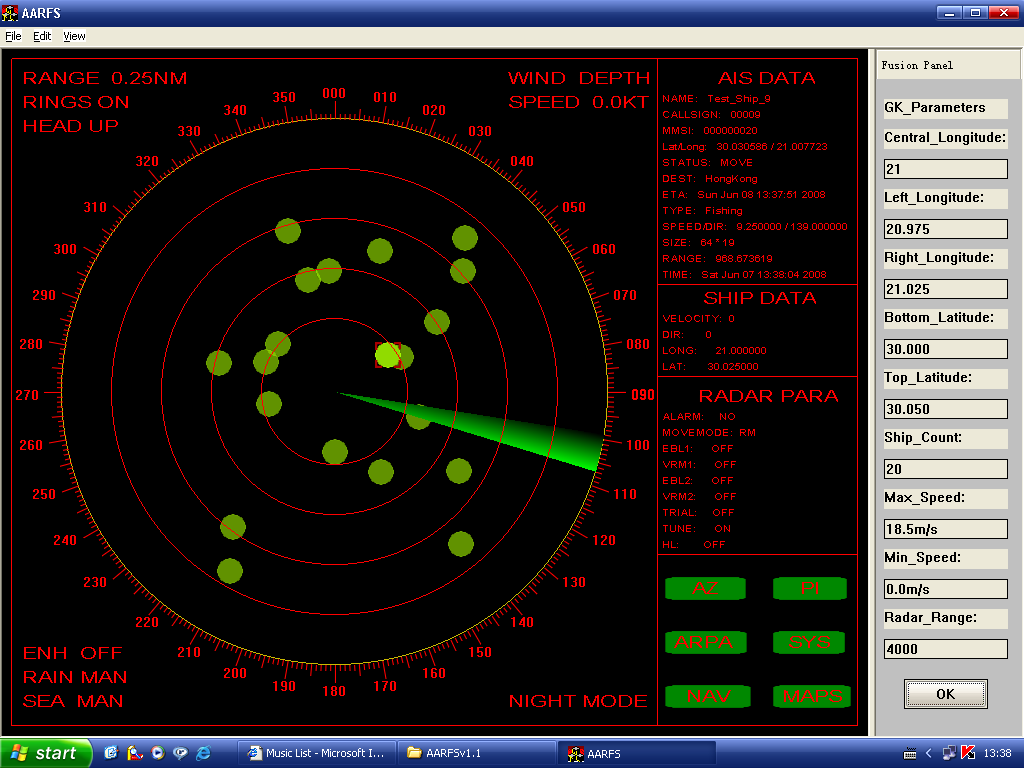 AARFS
File Edit View
RANGE 0.25NM
RINGS ON
HEAD UP
WIND DEPTH
SPEED 0.0KT
000
010
020
030
040
050
060
070
080
090
100
110
120
130
140
150
160
170
180
190
200
210
220
230
240
250
260
270
280
290
300
310
320
330
340
350
ENH OFF
RAIN MAN
SEA MAN
NIGHT MODE
AIS DATA
NAME: Test_Ship_9
CALLSIGN: 00009
MMSI: 000000020
Lat/Long: 30.030586 / 21.007723
STATUS: MOVE
DEST: HongKong
ETA: Sun Jun 08 13:37:51 2008
TYPE: Fishing
SPEED/DIR: 9.250000 / 139.000000
SIZE: 64 * 19
RANGE: 968.673619
TIME: Sat Jun 07 13:38:04 2008
SHIP DATA
VELOCITY: 0
DIR: 0
LONG: 21.000000
LAT: 30.025000
RADAR PARA
ALARM: NO
MOVEMODE: RM
EBL1: OFF
VRM1: OFF
EBL2: OFF
VRM2: OFF
TRIAL: OFF
TUNE: ON
HL: OFF
AZ PI
ARPA SYS
NAV MAPS
Fusion Panel
GK_Parameters
Central_Longitude:
21
Left_Longitude:
20.975
Right_Longitude:
21.025
Bottom_Latitude:
30.000
Top_Latitude:
30.050
Ship_Count:
20
Max_Speed:
18.5m/s
Min_Speed:
0.0m/s
Radar_Range:
4000
OK
start
Music List - Microsoft I...
AARFSv1.1
AARFS
13:38